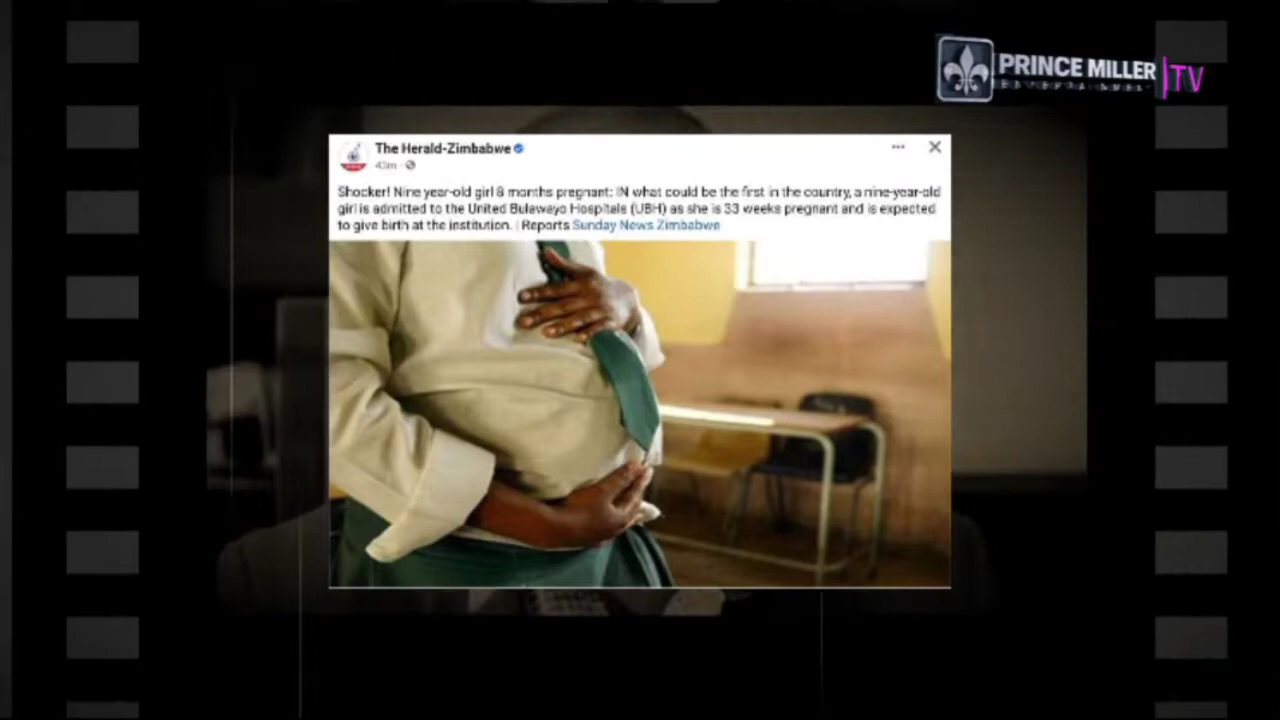 PRINCE MILLER TV
ENTERTAINMENT
The Herald-Zimbabwe
43m
Shocker! Nine year-old girl 8 months pregnant: IN what could be the first in the country, a nine-year-old
girl is admitted to the United Bulawayo Hospitals (UBH) as she is 33 weeks pregnant and is expected
to give birth at the institution. | Reports Sunday News Zimbabwe